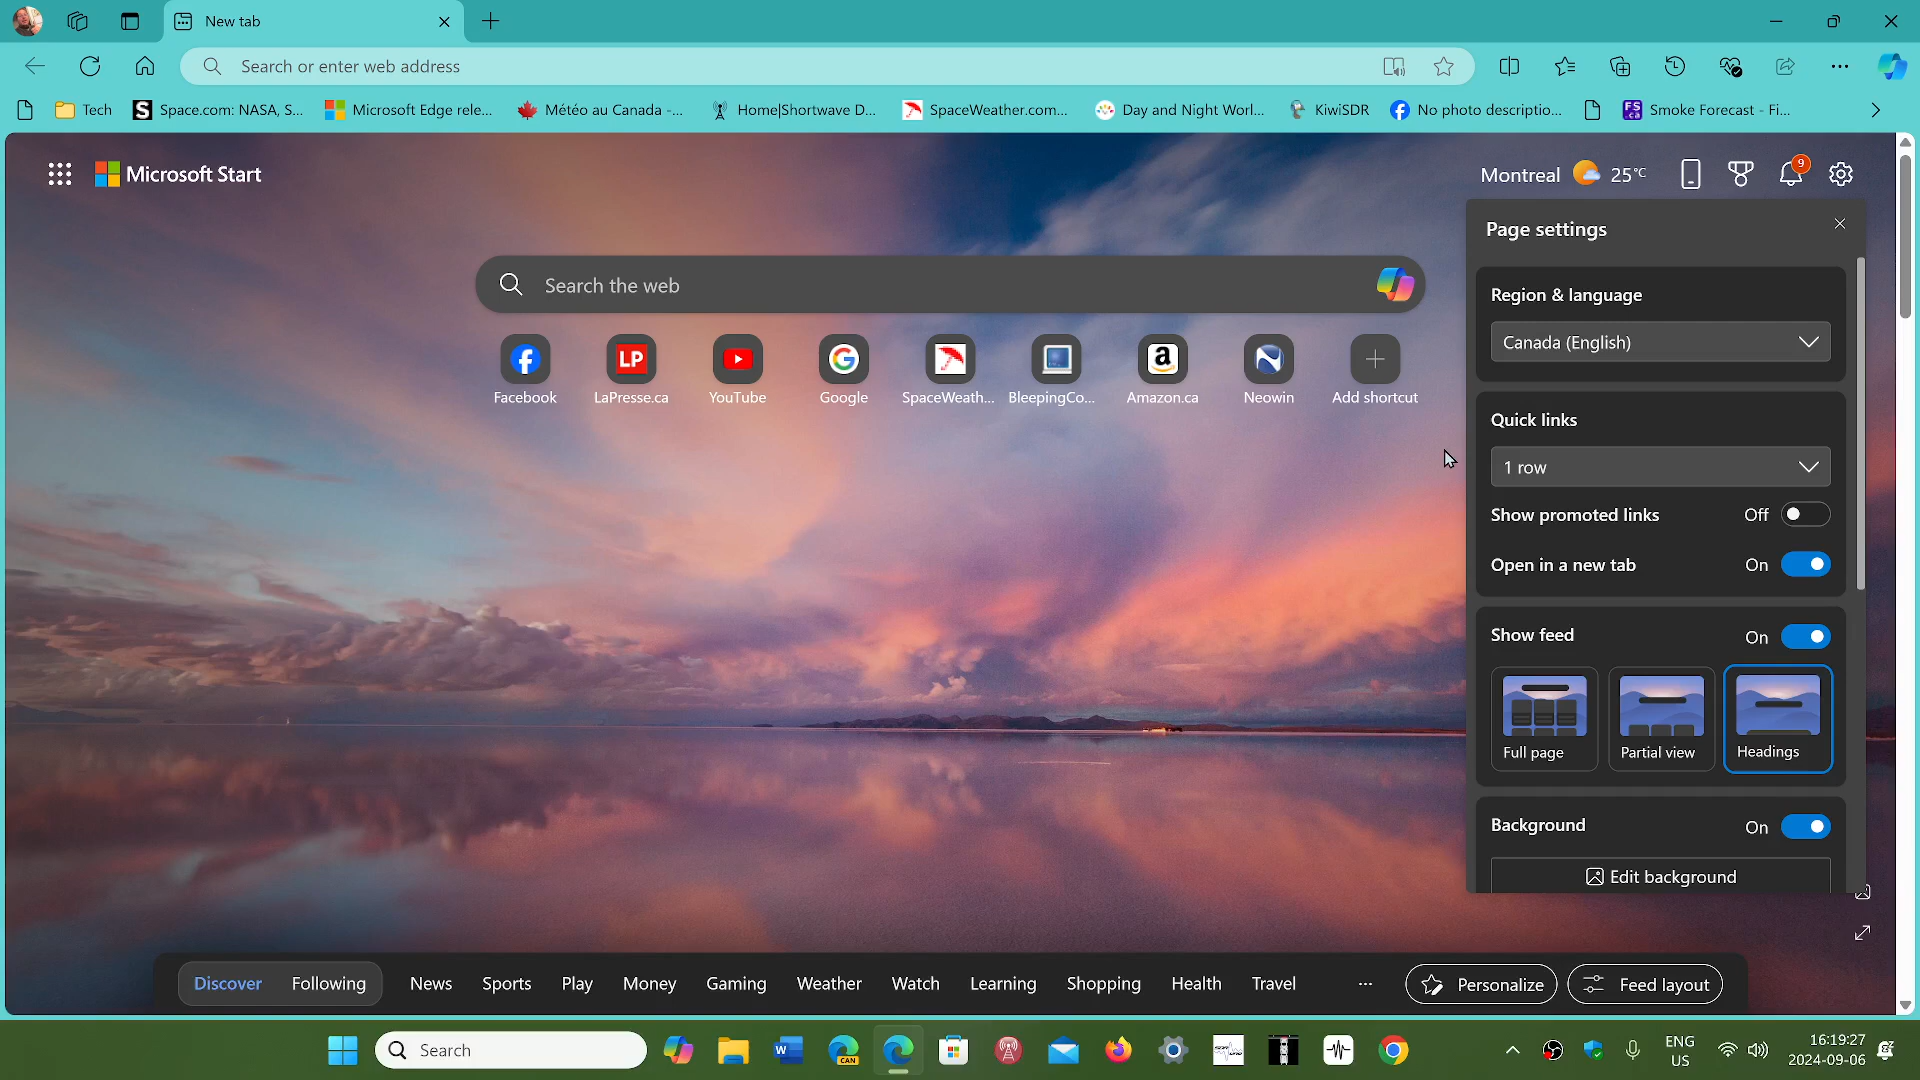 New tab
Search or enter web address
Tech
Space.com: NASA, S...
Microsoft Edge rele...
Météo au Canada -...
Home|Shortwave D...
SpaceWeather.com...
Day and Night Worl...
KiwiSDR
No photo descriptio...
FS.ca
Smoke Forecast - Fi...
Microsoft Start
Montreal
25°C
9
Page settings
Region & language
Canada (English)
Search the web
LP
Facebook
LaPresse.ca
YouTube
Google
SpaceWeath...
BleepingCo...
Amazon.ca
Neowin
Add shortcut
Quick links
1 row
Show promoted links Off
Open in a new tab On
Show feed On
Full page
Partial view
Headings
Background On
Edit background
Discover
Following
News
Sports
Play
Money
Gaming
Weather
Watch
Learning
Shopping
Health
Travel
...
Personalize
Feed layout
Search
CAN
ENG
US
16:19:27
2024-09-06